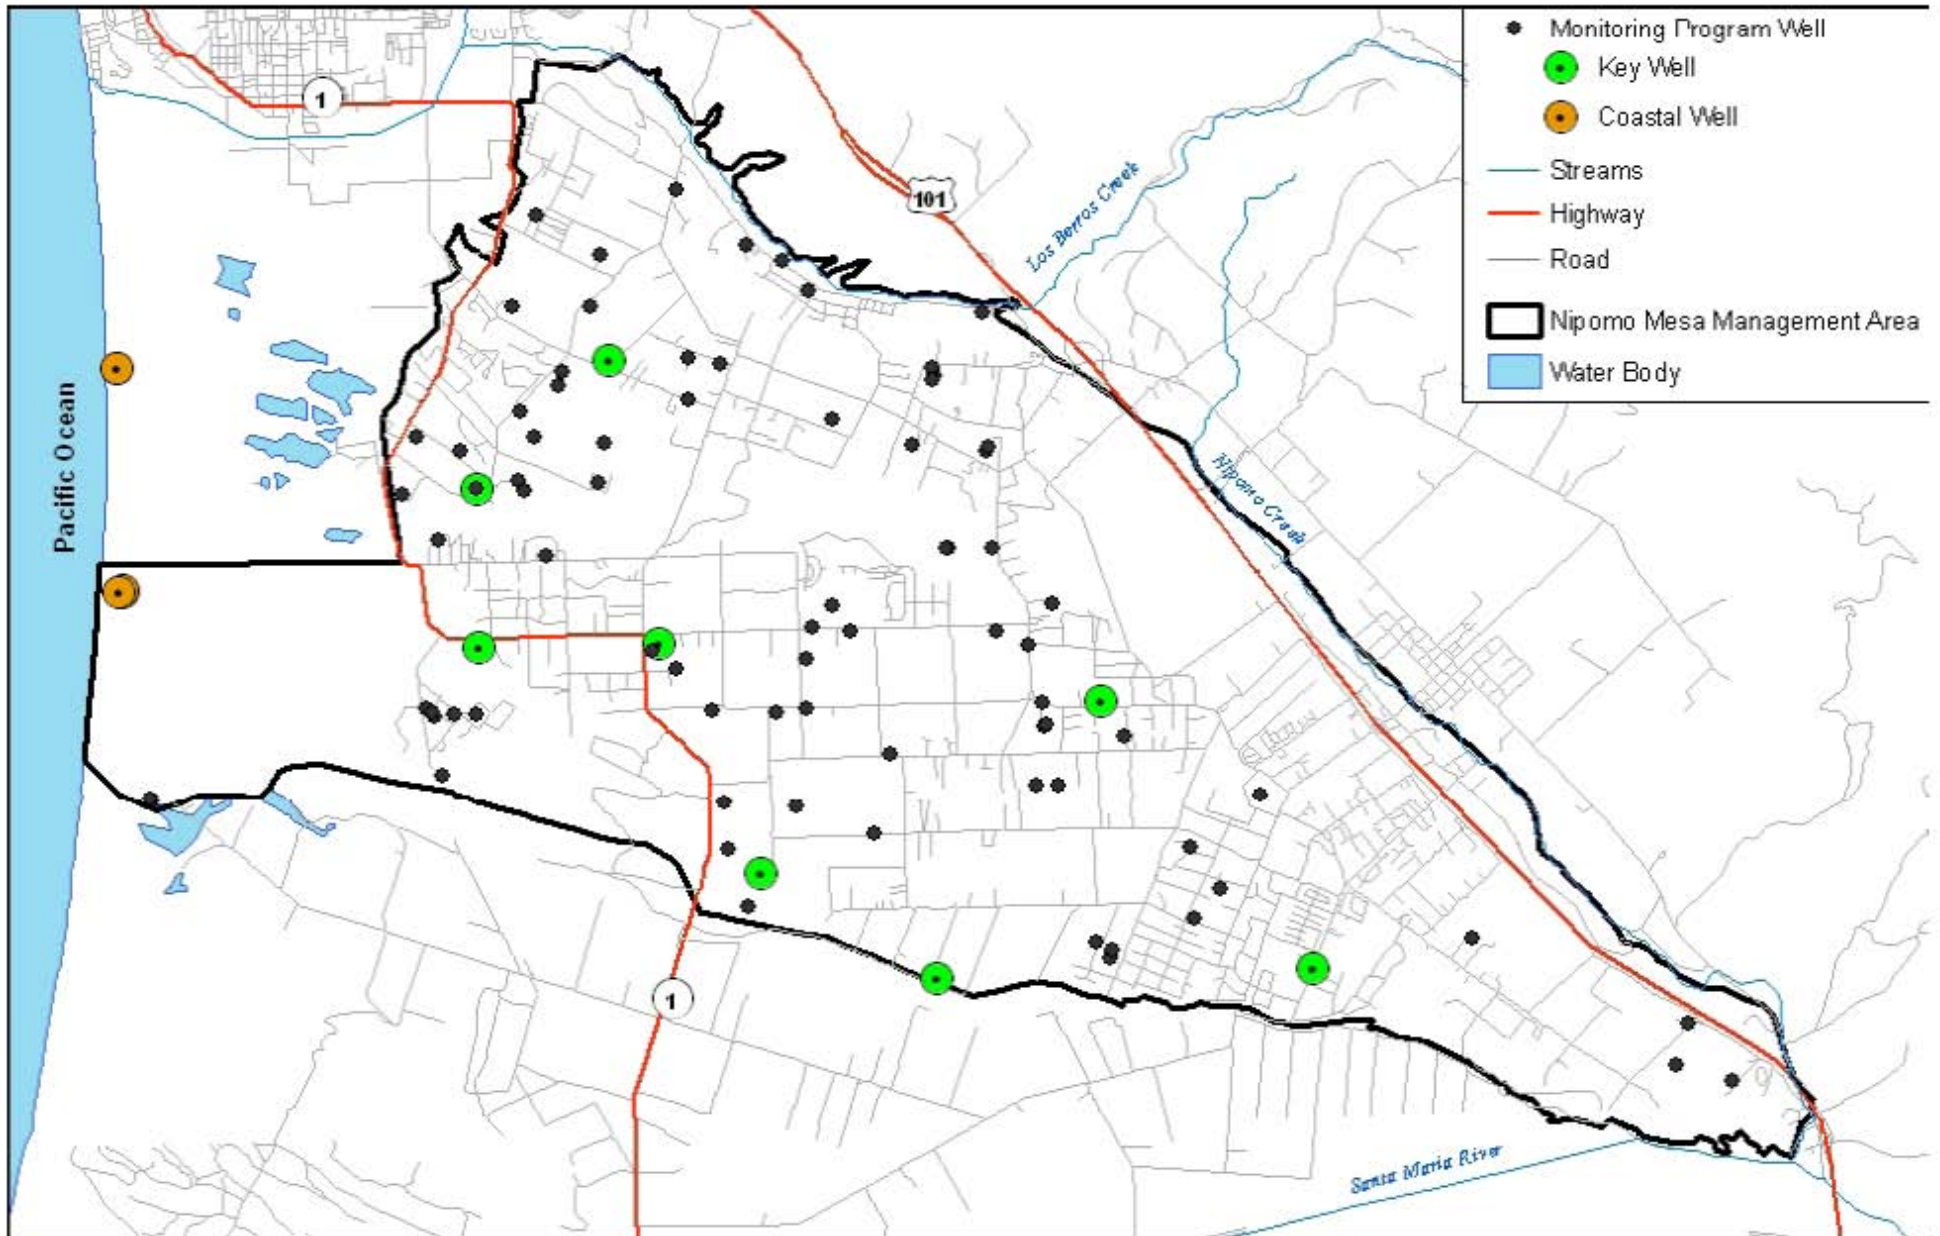 Monitoring Program Well
Key Well
Coastal Well
Streams
Highway
Road
Nipomo Mesa Management Area
Water Body
1
101
Los Berros Creek
Pacific Ocean
Nipomo Creek
1
Santa Maria River